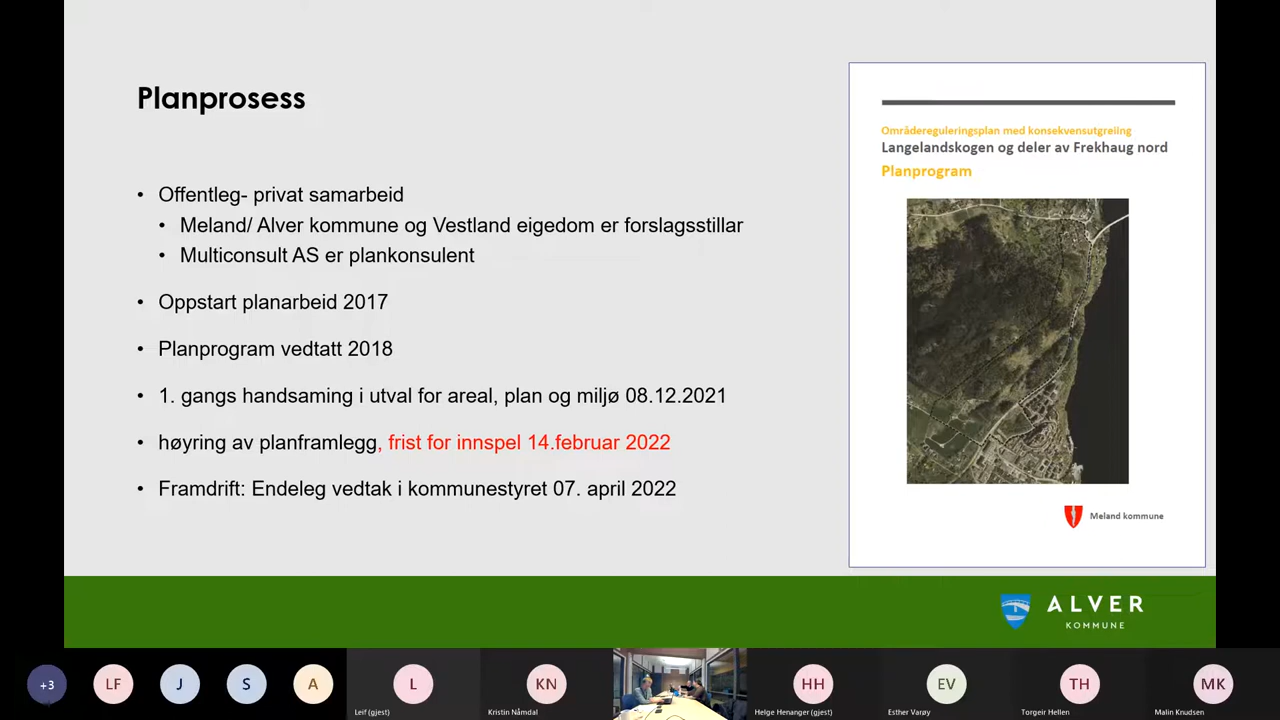 Planprosess
• Offentleg- privat samarbeid
• Meland/ Alver kommune og Vestland eigedom er forslagsstillar
• Multiconsult AS er plankonsulent
• Oppstart planarbeid 2017
• Planprogram vedtatt 2018
• 1. gangs handsaming i utval for areal, plan og miljø 08.12.2021
• høyring av planframlegg, frist for innspel 14.februar 2022
• Framdrift: Endeleg vedtak i kommunestyret 07. april 2022
Områdereguleringsplan med konsekvensutgreiing
Langelandskogen og deler av Frekhaug nord
Planprogram
Meland kommune
ALVER
KOMMUNE
+3
LF
J
S
A
L
Leif (gjest)
KN
Kristin Nåmdal
HH
Helge Henanger (gjest)
EV
Esther Varøy
TH
Torgeir Hellen
MK
Malin Knudsen